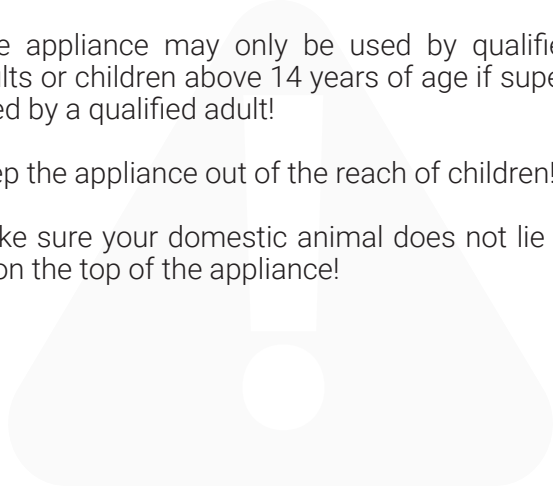 e appliance may only be used by qualifie
lts or children above 14 years of age if supe
ed by a qualified adult!
ep the appliance out of the reach of children!
ke sure your domestic animal does not lie
on the top of the appliance!